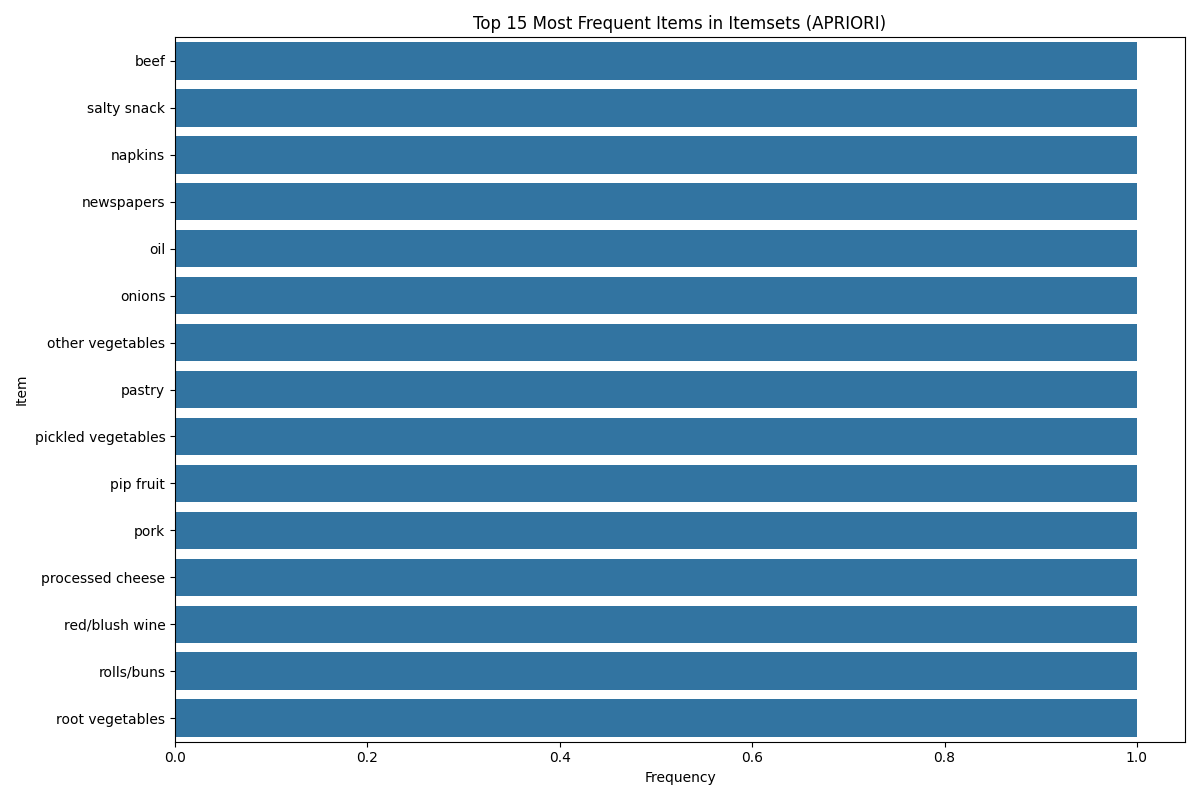 Top 15 Most Frequent Items in Itemsets (APRIORI)
beef
salty snack
napkins
newspapers
oil
onions
other vegetables
pastry
pickled vegetables
pip fruit
pork
processed cheese
red/blush wine
rolls/buns
root vegetables
Item
0.0 0.2 0.4 0.6 0.8 1.0
Frequency